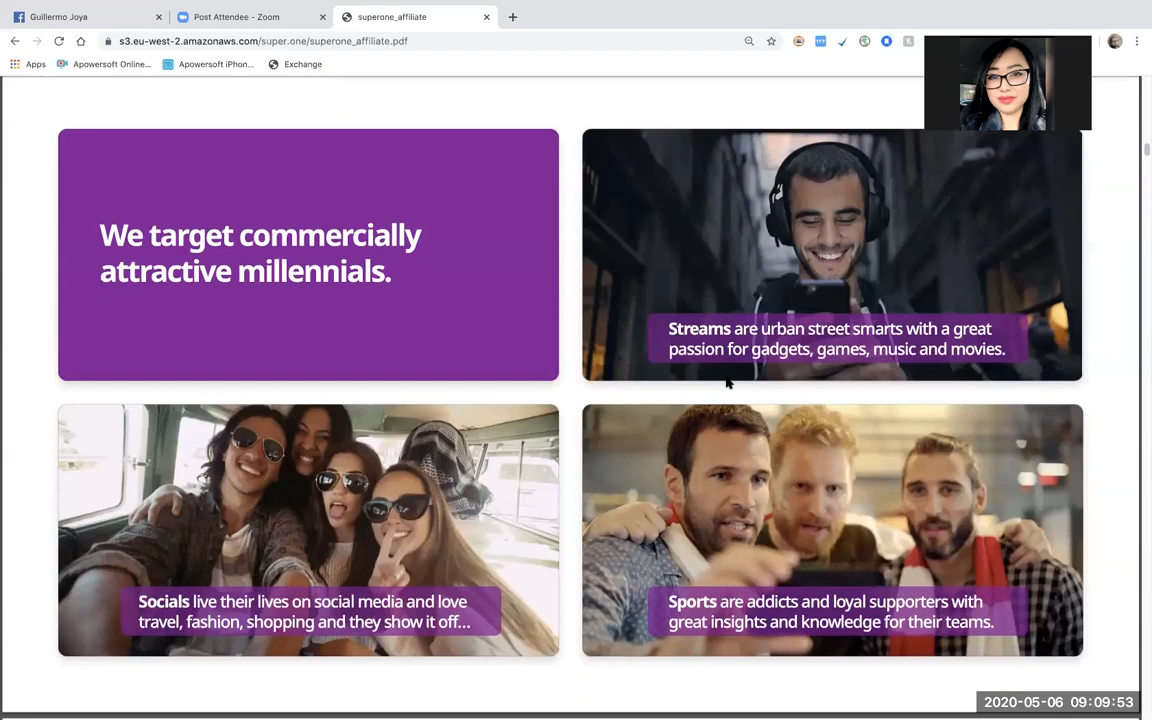 Guillermo Joya
Post Attendee - Zoom
superone_affiliate
s3.eu-west-2.amazonaws.com/super.one/superone_affiliate.pdf
Apps
Apowersoft Online...
Apowersoft iPhon...
Exchange
We target commercially
attractive millennials.
Streams are urban street smarts with a great
passion for gadgets, games, music and movies.
Socials live their lives on social media and love
travel, fashion, shopping and they show it off...
Sports are addicts and loyal supporters with
great insights and knowledge for their teams.
2020-05-06 09:09:53